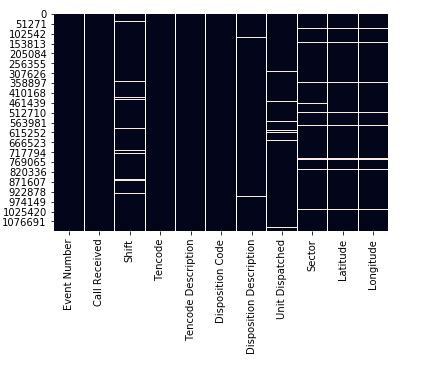 0
51271
102542
153813
205084
256355
307626
358897
410168
461439
512710
563981
615252
666523
717794
769065
820336
871607
922878
974149
1025420
1076691
Event Number
Call Received
Shift
Tencode
Tencode Description
Disposition Code
Disposition Description
Unit Dispatched
Sector
Latitude
Longitude